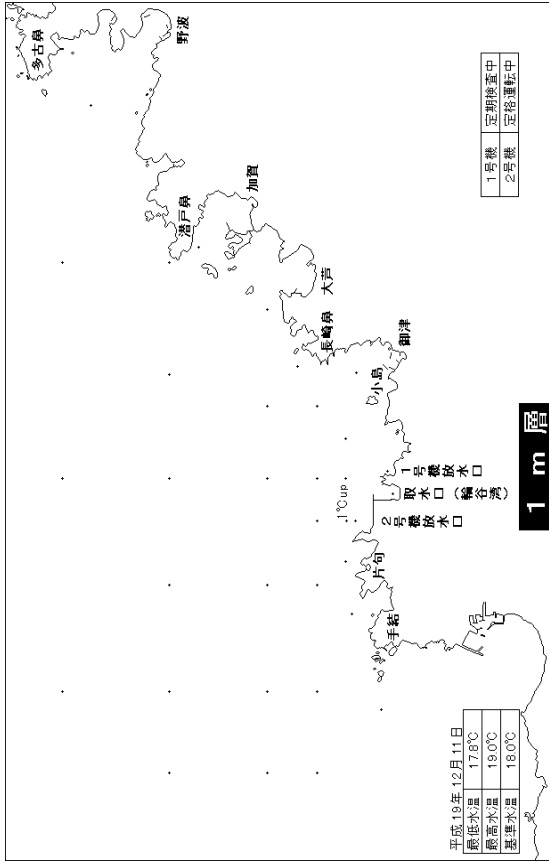 多古鼻
野波
潜戸鼻
加賀
大芦
長崎鼻
御津
小島
1号機放水口
取水口（輪谷湾）
2号機放水口
1℃up
片句
手結
1号機 定期検査中
2号機 定格運転中
1 m 層
平成19年12月11日
最低水温 17.8℃
最高水温 19.0℃
基準水温 18.0℃